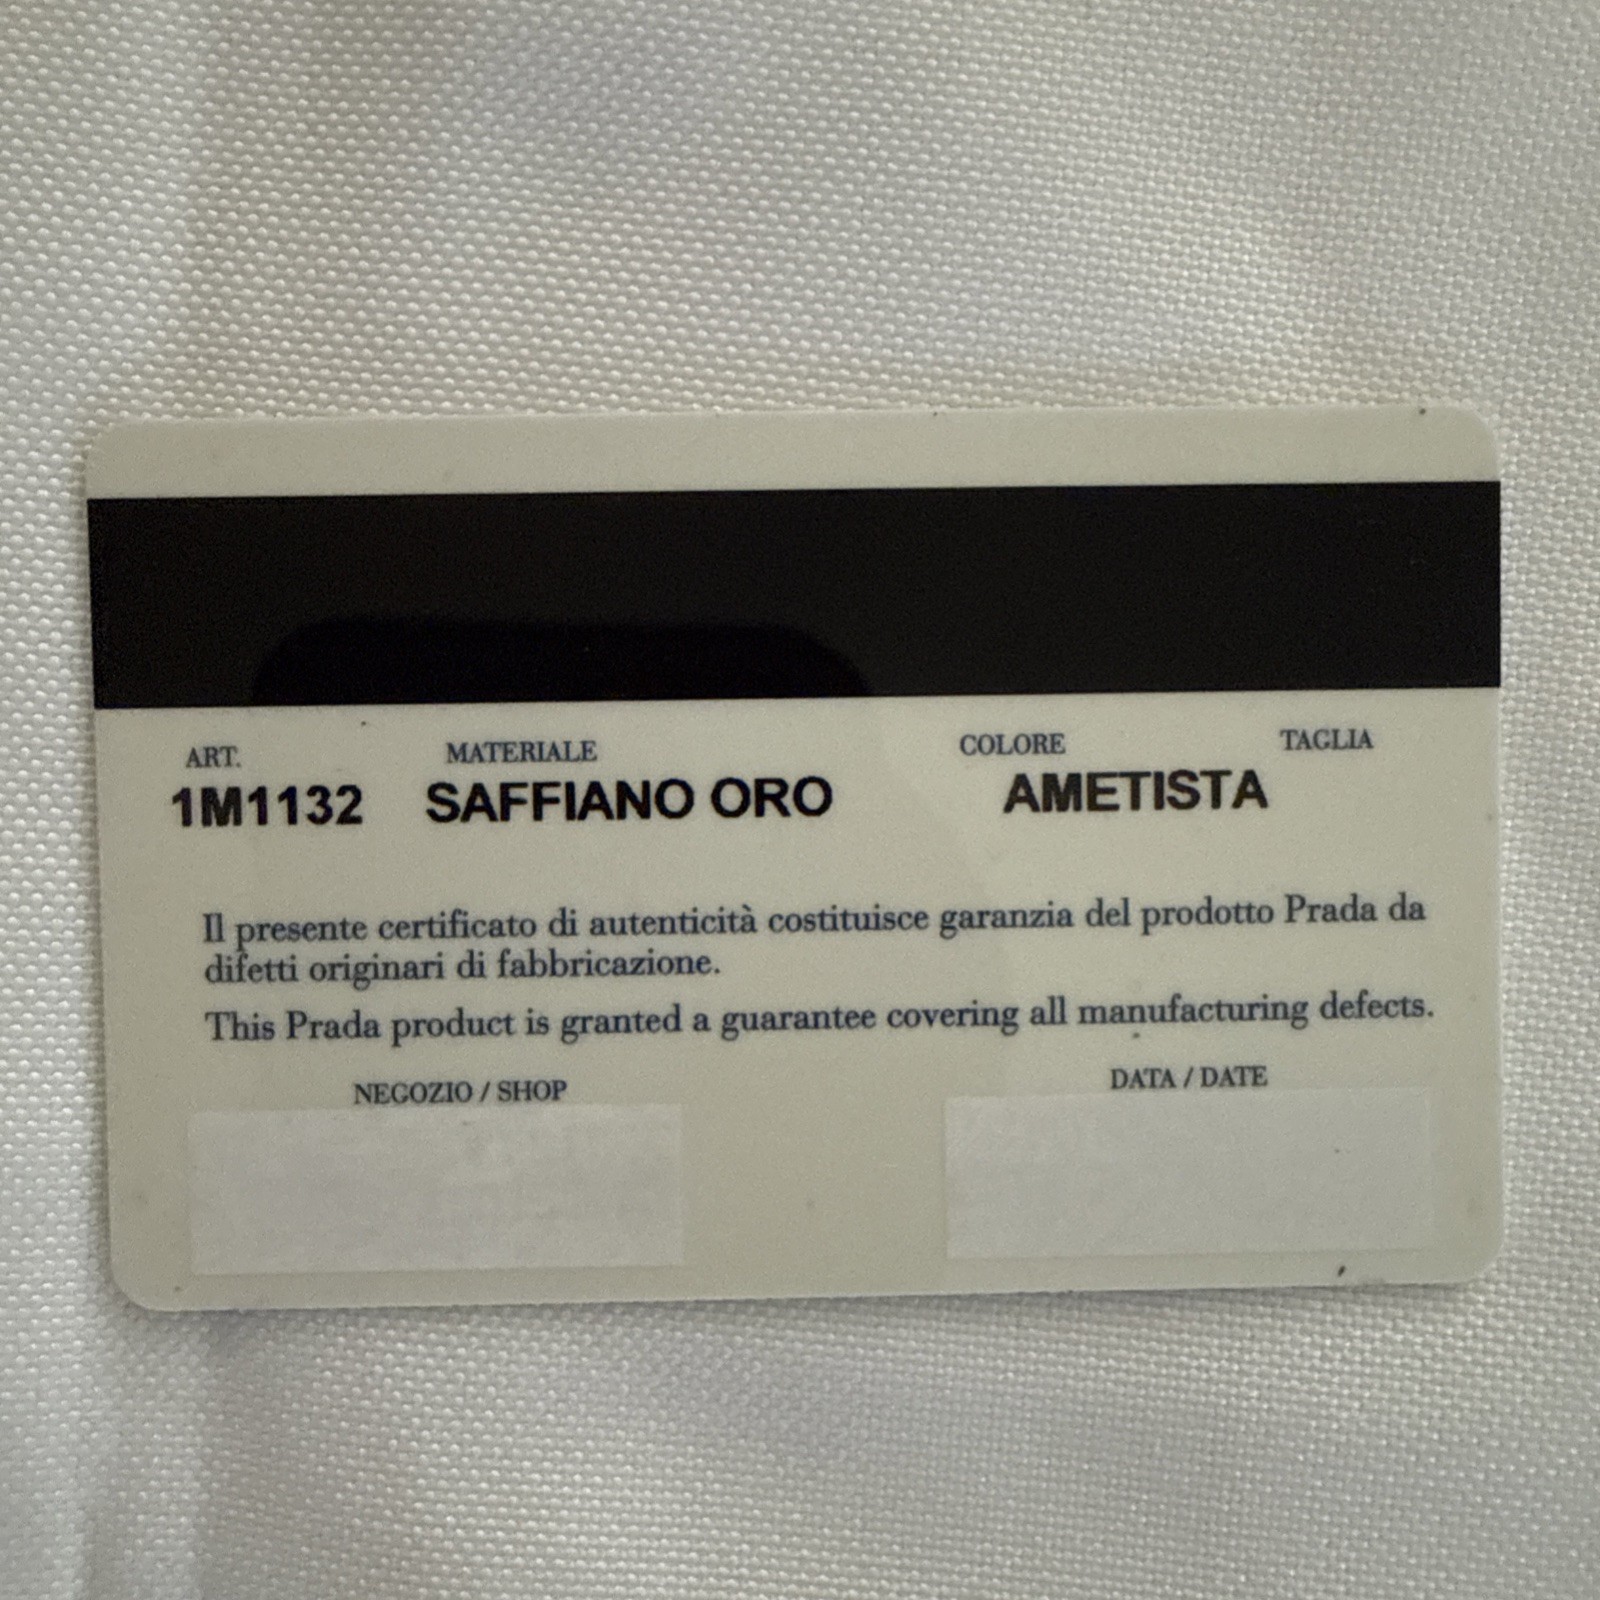 ART. MATERIALE COLORE TAGLIA
1M1132 SAFFIANO ORO AMETISTA
Il presente certificato di autenticità costituisce garanzia del prodotto Prada da
difetti originari di fabbricazione.
This Prada product is granted a guarantee covering all manufacturing defects.
NEGOZIO / SHOP DATA / DATE